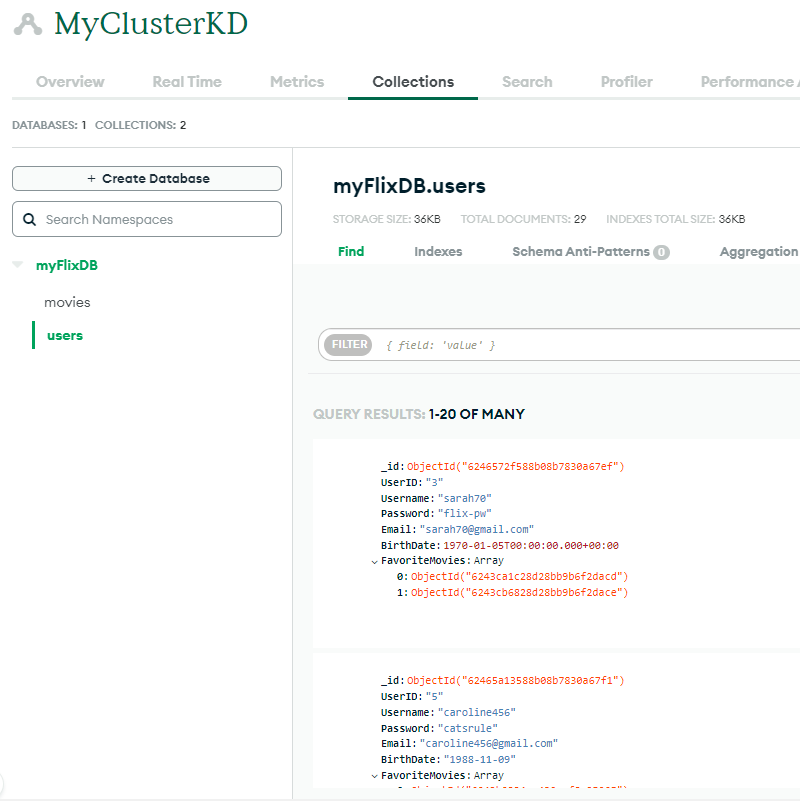 MyClusterKD
Overview Real Time Metrics Collections Search Profiler Performance
DATABASES: 1 COLLECTIONS: 2
+ Create Database
Search Namespaces
myFlixDB
movies
users
myFlixDB.users
STORAGE SIZE: 36KB TOTAL DOCUMENTS: 29 INDEXES TOTAL SIZE: 36KB
Find Indexes Schema Anti-Patterns 0 Aggregation
FILTER { field: 'value' }
QUERY RESULTS: 1-20 OF MANY
_id: ObjectId("6246572f588b08b7830a67ef")
UserID: "3"
Username: "sarah70"
Password: "flix-pw"
Email: "sarah70@gmail.com"
BirthDate: 1970-01-05T00:00:00.000+00:00
FavoriteMovies: Array
0: ObjectId("6243ca1c28d28bb9b6f2dacd")
1: ObjectId("6243cb6828d28bb9b6f2dace")
_id: ObjectId("62465a13588b08b7830a67f1")
UserID: "5"
Username: "caroline456"
Password: "catsrule"
Email: "caroline456@gmail.com"
BirthDate: "1988-11-09"
FavoriteMovies: Array